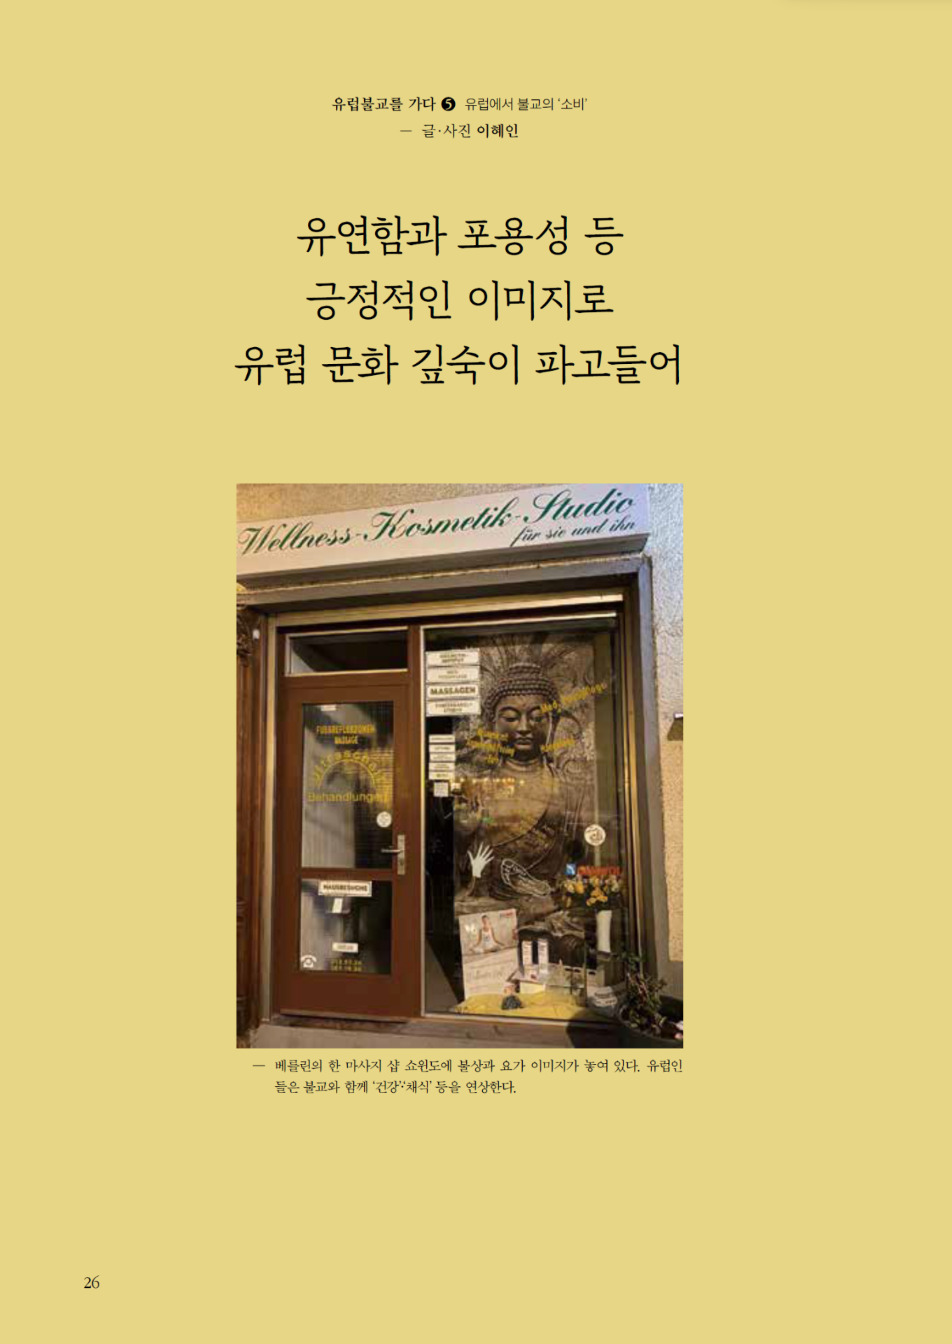 유럽불교를 가다 ❺ 유럽에서 불교의 ‘소비’
— 글·사진 이혜인
유연함과 포용성 등
긍정적인 이미지로
유럽 문화 깊숙이 파고들어
Wellness-Kosmetik-Studio
für sie und ihn
MASSAGEN
FUSSREFLEXZONEN
MASSAGE
Behandlungen
HAUSBESUCHE
— 베를린의 한 마사지 샵 쇼윈도에 불상과 요가 이미지가 놓여 있다. 유럽인
들은 불교와 함께 ‘건강’·‘채식’ 등을 연상한다.
26